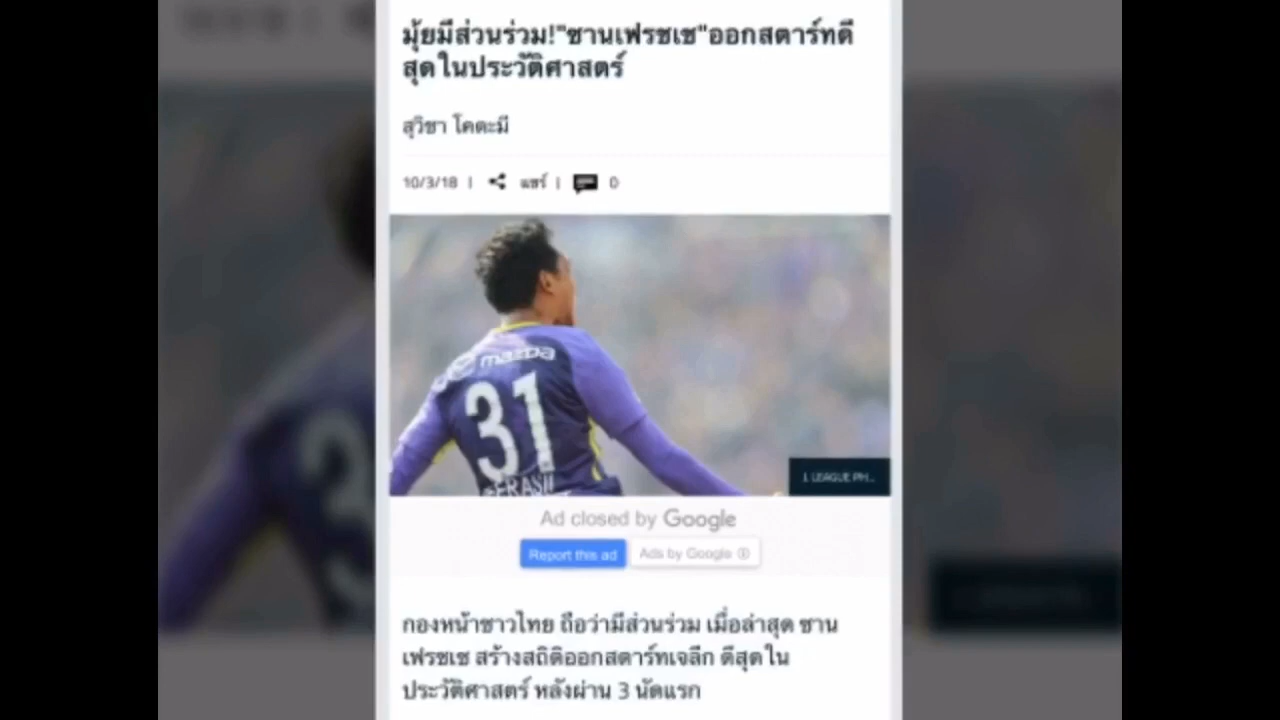 มุ้ยมีส่วนร่วม!"ซานเฟรชเซ"ออกสตาร์ทดี
สุดในประวัติศาสตร์
สุวิชา โคตะมี
10/3/18 | แชร์ | 0
mazda
31
J. LEAGUE PH...
Ad closed by Google
Report this ad Ads by Google
กองหน้าชาวไทย ถือว่ามีส่วนร่วม เมื่อล่าสุด ซาน
เฟรชเซ สร้างสถิติออกสตาร์ทเจลีก ดีสุดใน
ประวัติศาสตร์ หลังผ่าน 3 นัดแรก